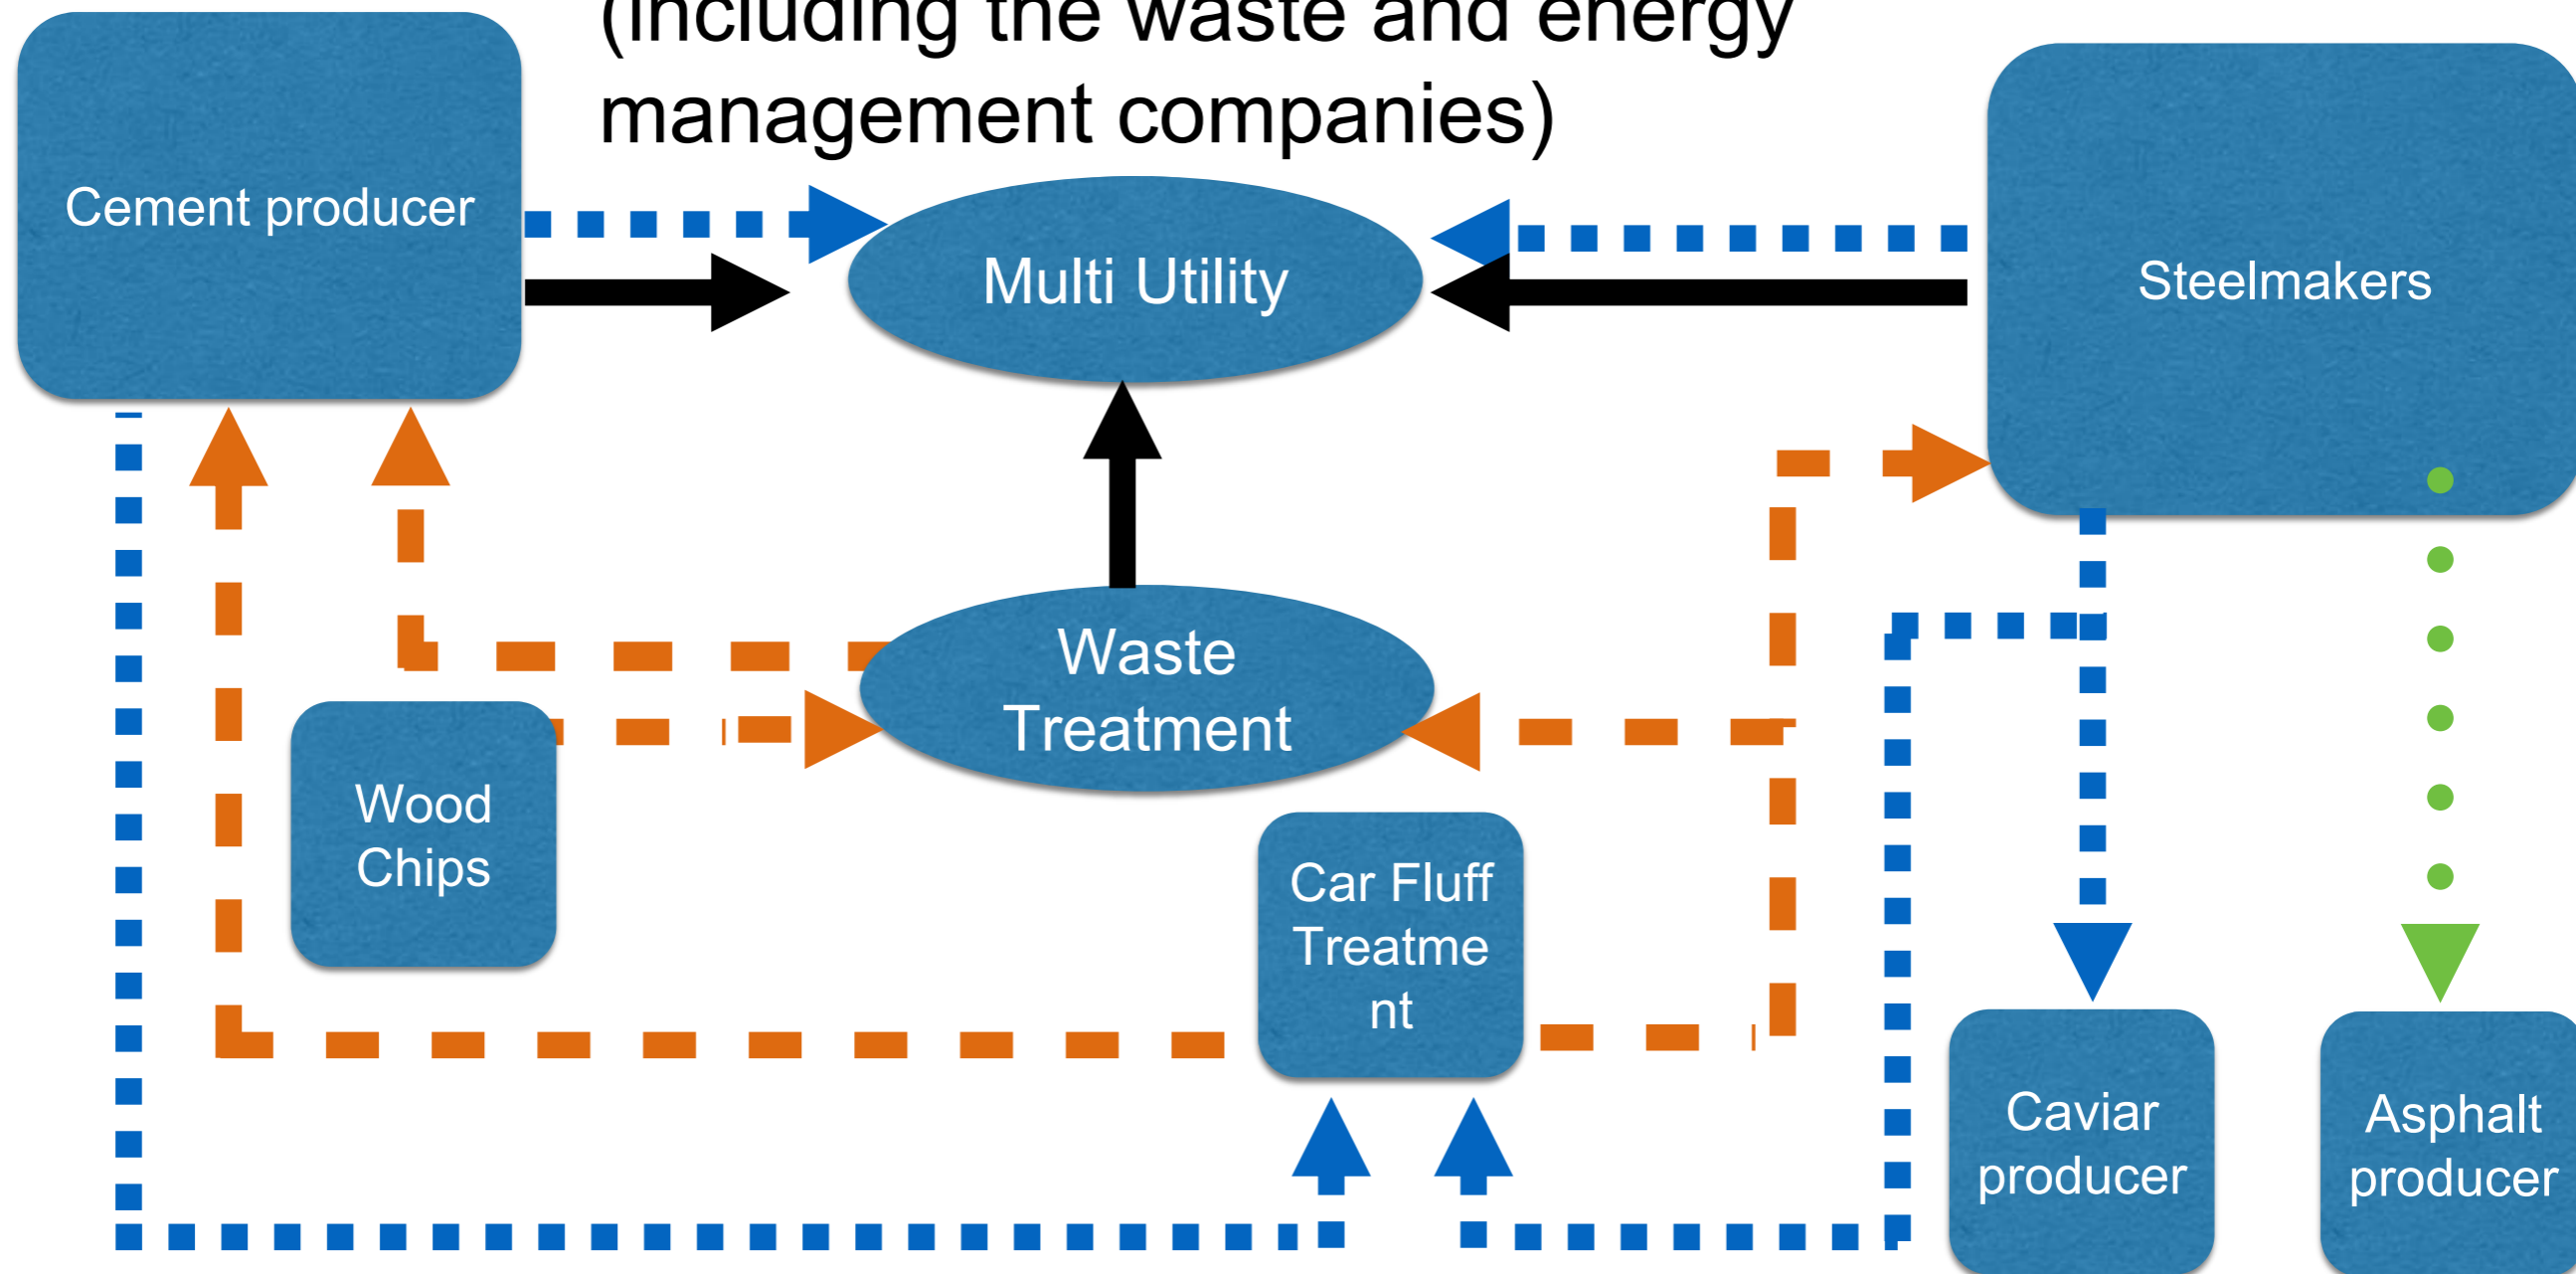 (including the waste and energy
management companies)
Cement producer
Multi Utility
Steelmakers
Waste
Treatment
Wood
Chips
Car Fluff
Treatme
nt
Caviar
producer
Asphalt
producer